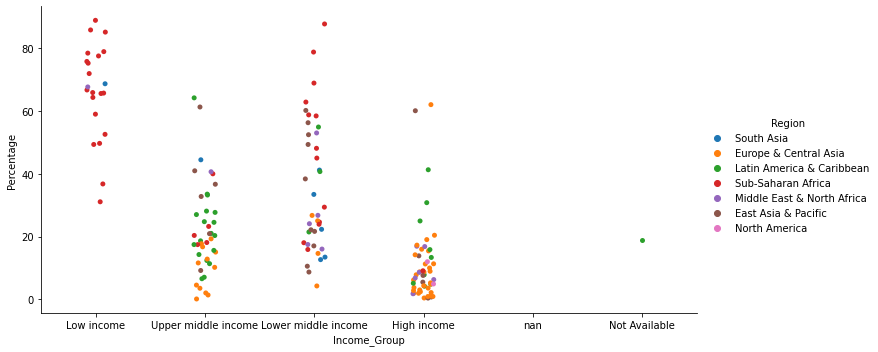 80
60
40
20
0
Percentage
Low income
Upper middle income
Lower middle income
High income
nan
Not Available
Income_Group
Region
South Asia
Europe & Central Asia
Latin America & Caribbean
Sub-Saharan Africa
Middle East & North Africa
East Asia & Pacific
North America